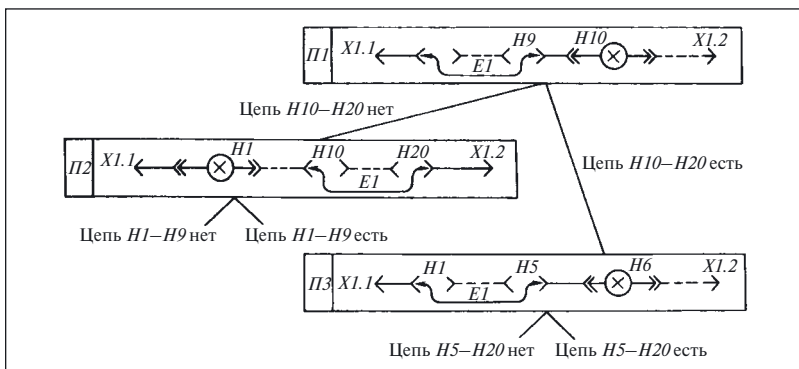 П1 X1.1 H9 H10 X1.2
E1
Цепь H10–H20 нет
П2 X1.1 H1 H10 H20 X1.2
E1
Цепь H10–H20 есть
Цепь H1–H9 нет Цепь H1–H9 есть
П3 X1.1 H1 H5 H6 X1.2
E1
Цепь H5–H20 нет Цепь H5–H20 есть